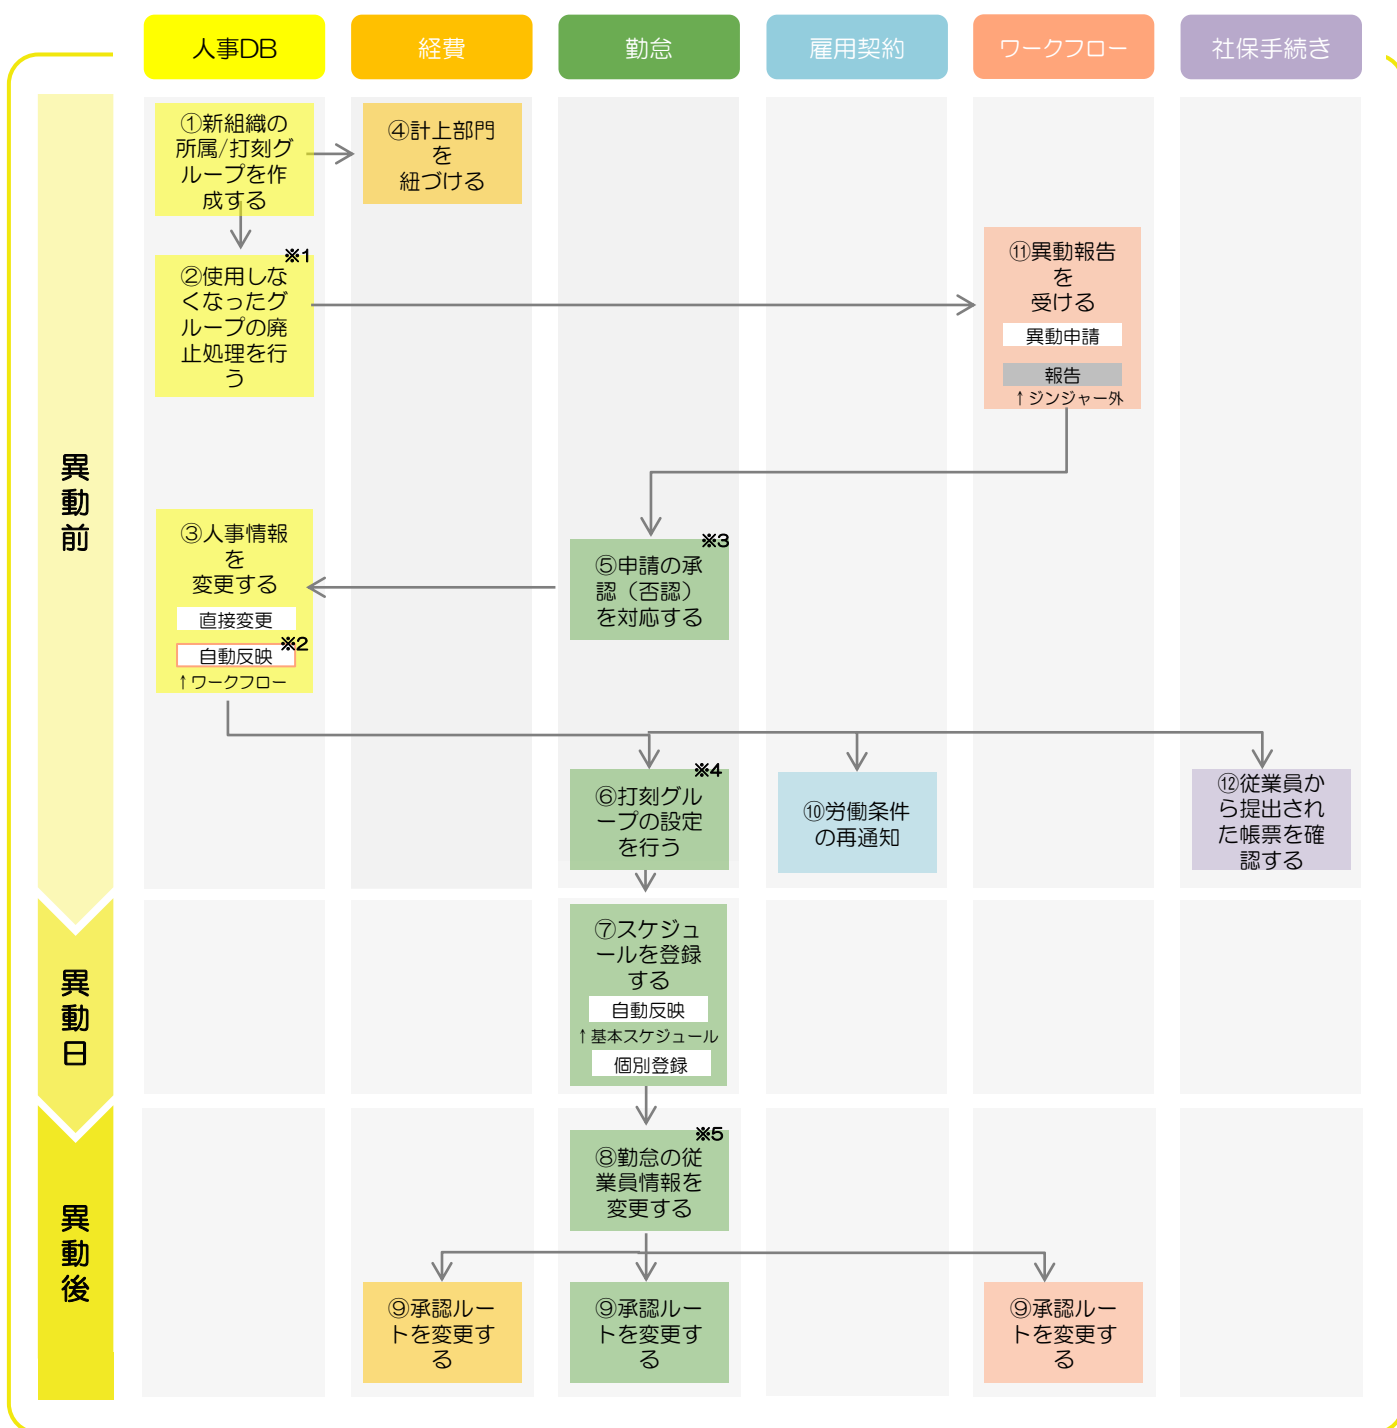 人事DB
経費
勤怠
雇用契約
ワークフロー
社保手続き
異動前
①新組織の
所属/打刻グ
ループを作
成する
④計上部門
を
紐づける
※1
②使用しな
くなったグ
ループの廃
止処理を行
う
⑪異動報告
を
受ける
異動申請
報告
↑ジンジャー外
③人事情報
を
変更する
直接変更
※2
自動反映
↑ワークフロー
※3
⑤申請の承
認（否認）
を対応する
※4
⑥打刻グル
ープの設定
を行う
⑩労働条件
の再通知
⑫従業員か
ら提出され
た帳票を確
認する
異動日
⑦スケジュ
ールを登録
する
自動反映
↑基本スケジュール
個別登録
異動後
※5
⑧勤怠の従
業員情報を
変更する
⑨承認ルー
トを変更す
る
⑨承認ルー
トを変更す
る
⑨承認ルー
トを変更す
る